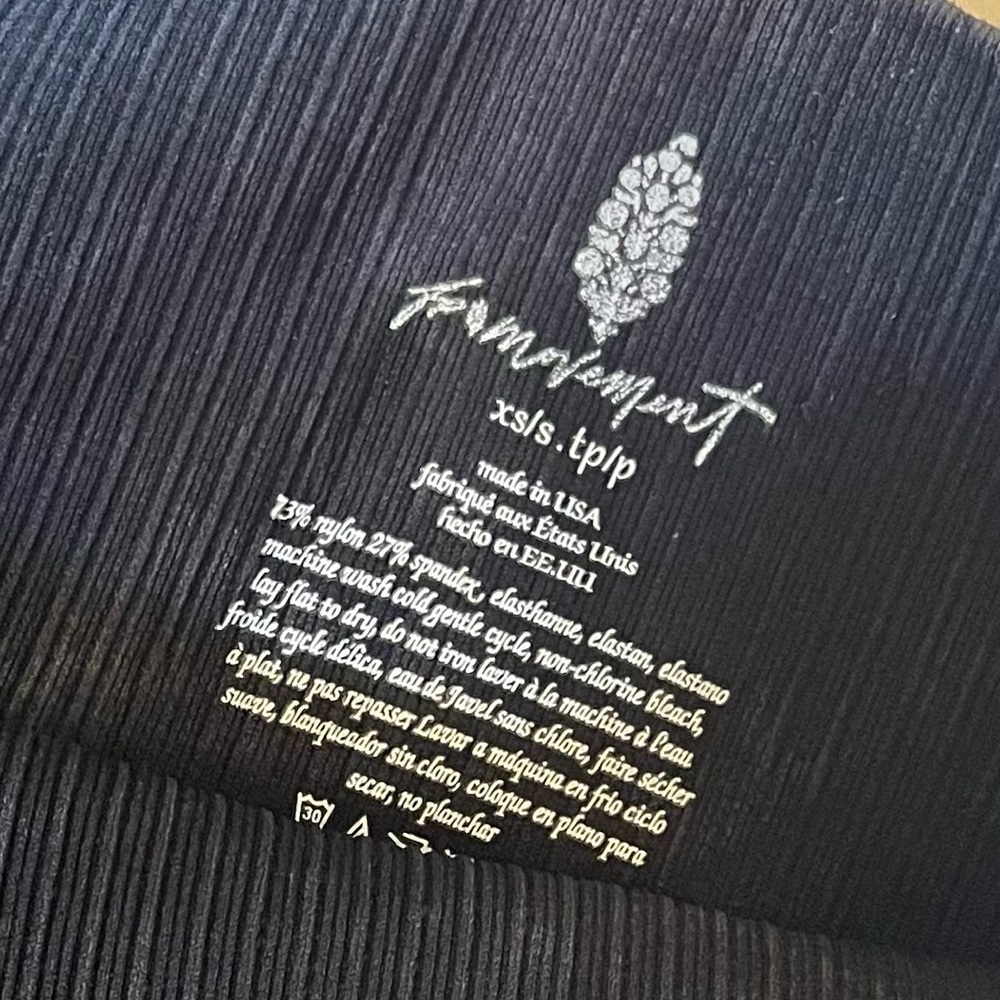 fp movement
xs/s . tp/p
made in USA
fabriqué aux États Unis
hecho en EE.UU
73% nylon 27% spandex, elasthanne, elastan, elastano
machine wash cold gentle cycle, non-chlorine bleach,
lay flat to dry, do not iron laver à la machine à l'eau
froide cycle délica, eau de Javel sans chlore, faire sécher
à plat, ne pas repasser Lavar a máquina en frío ciclo
suave, blanqueador sin cloro, coloque en plano para
secar, no planchar
30